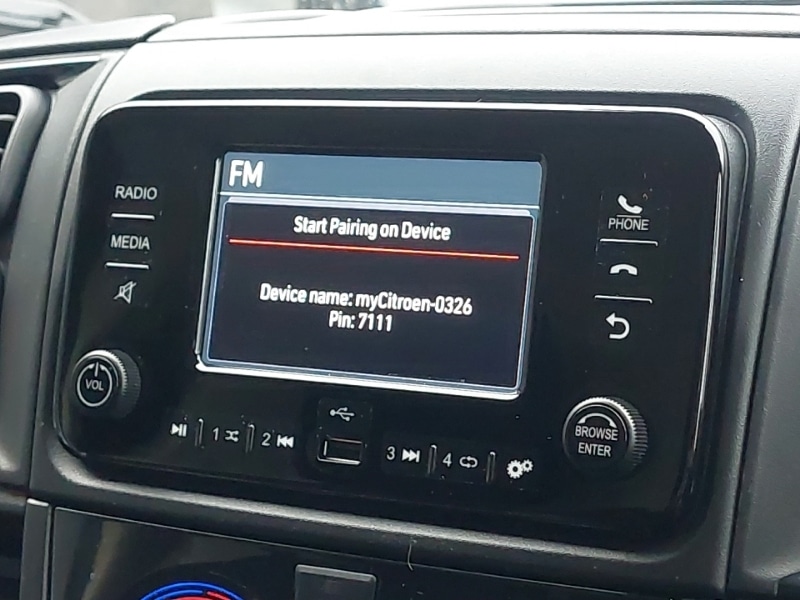 FM
Start Pairing on Device
Device name: myCitroen-0326
Pin: 7111
RADIO
MEDIA
VOL
1
2
3
4
PHONE
BROWSE
ENTER